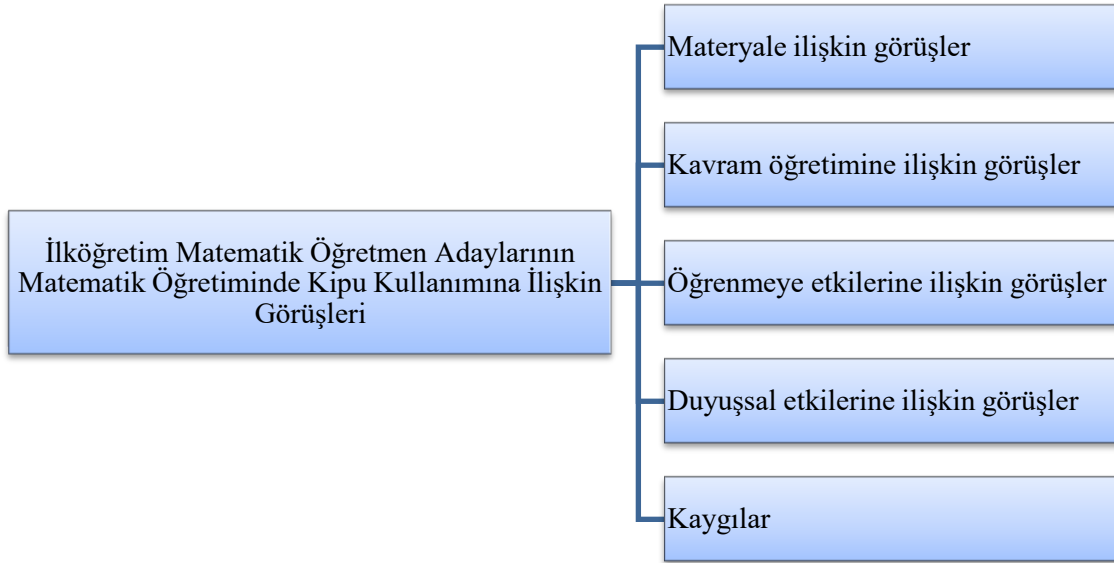 Materyale ilişkin görüşler
Kavram öğretimine ilişkin görüşler
İlköğretim Matematik Öğretmen Adaylarının
Matematik Öğretiminde Kipu Kullanımına İlişkin
Görüşleri
Öğrenmeye etkilerine ilişkin görüşler
Duyuşsal etkilerine ilişkin görüşler
Kaygılar